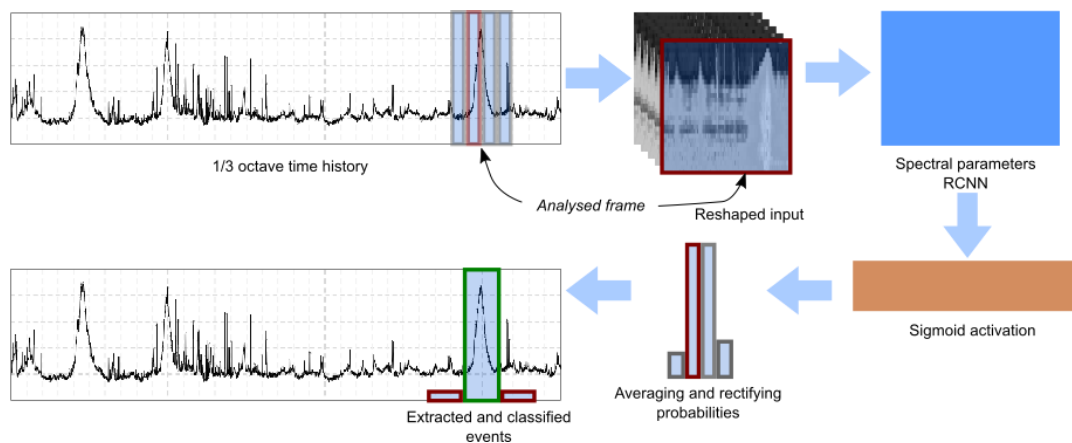 1/3 octave time history
Analysed frame
Reshaped input
Spectral parameters
RCNN
Sigmoid activation
Averaging and rectifying
probabilities
Extracted and classified
events